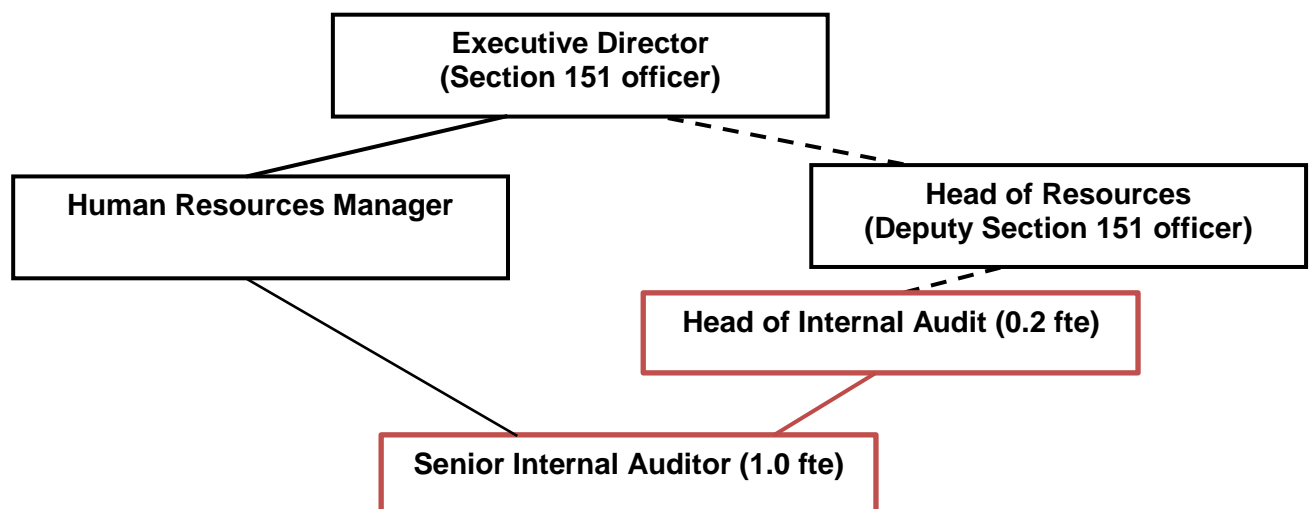 Executive Director
(Section 151 officer)
Human Resources Manager
Head of Resources
(Deputy Section 151 officer)
Head of Internal Audit (0.2 fte)
Senior Internal Auditor (1.0 fte)